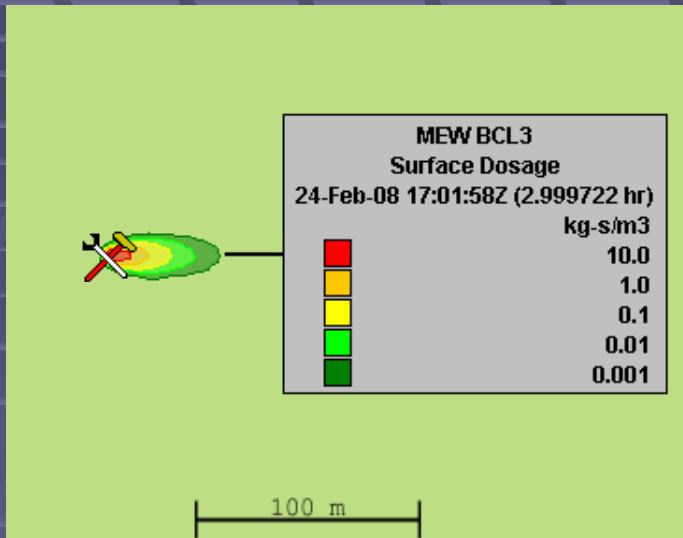 MEW BCL3
Surface Dosage
24-Feb-08 17:01:58Z (2.999722 hr)
kg-s/m3
10.0
1.0
0.1
0.01
0.001
100 m